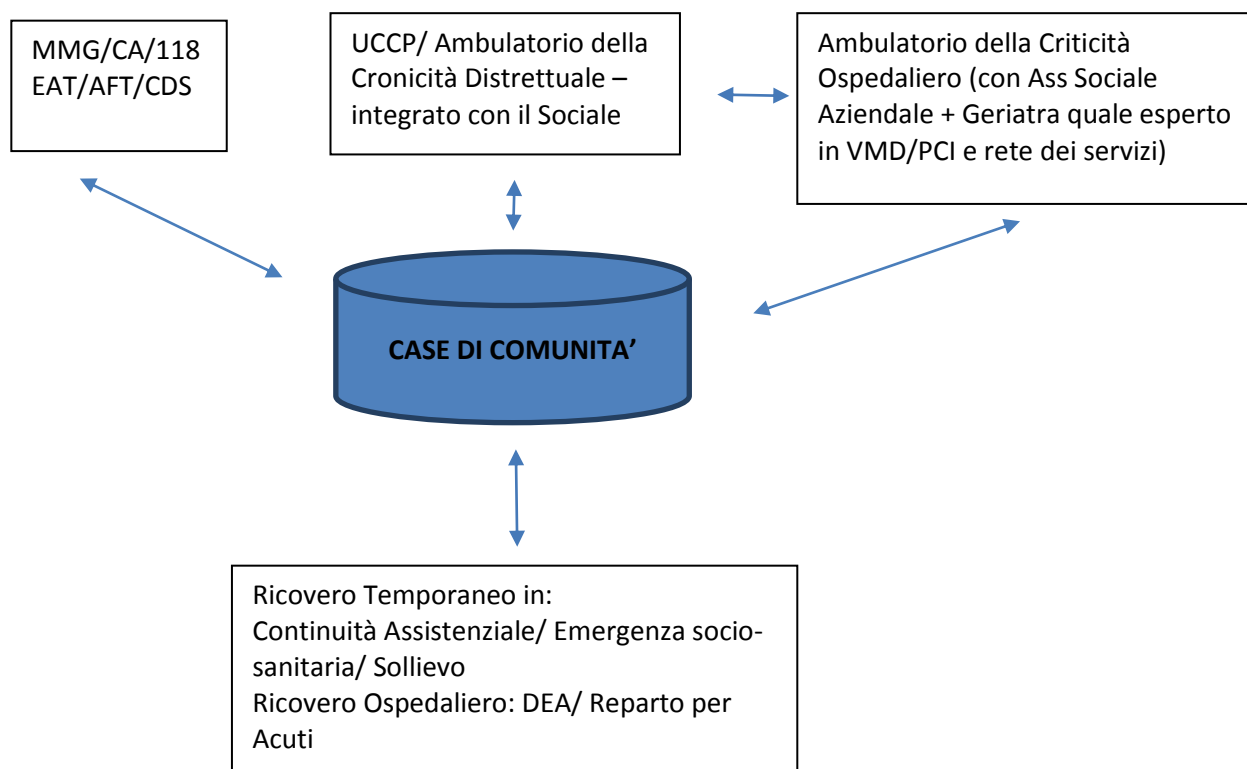 MMG/CA/118
EAT/AFT/CDS
UCCP/ Ambulatorio della
Cronicità Distrettuale –
integrato con il Sociale
Ambulatorio della Criticità
Ospedaliero (con Ass Sociale
Aziendale + Geriatra quale esperto
in VMD/PCI e rete dei servizi)
CASE DI COMUNITA’
Ricovero Temporaneo in:
Continuità Assistenziale/ Emergenza socio-
sanitaria/ Sollievo
Ricovero Ospedaliero: DEA/ Reparto per
Acuti